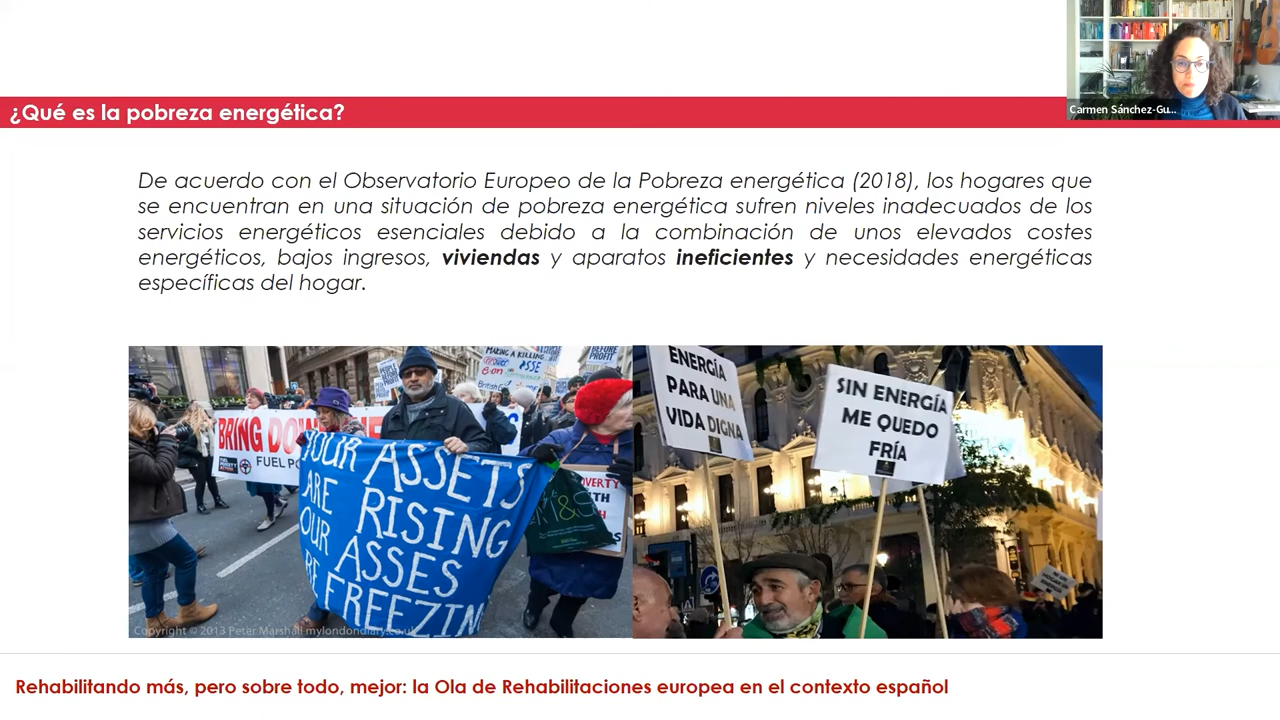 Carmen Sánchez-Gu...
¿Qué es la pobreza energética?
De acuerdo con el Observatorio Europeo de la Pobreza energética (2018), los hogares que
se encuentran en una situación de pobreza energética sufren niveles inadecuados de los
servicios energéticos esenciales debido a la combinación de unos elevados costes
energéticos, bajos ingresos, viviendas y aparatos ineficientes y necesidades energéticas
específicas del hogar.
MAKING A KILLING
BEFORE
PROFIT
BRING DO
FUEL PO
YOUR ASSETS
ARE RISING
OUR ASSES
RE FREEZIN
M&S
Copyright © 2013 Peter Marshall mylondondiary.co.uk
ENERGÍA
PARA UNA
VIDA DIGNA
SIN ENERGÍA
ME QUEDO
FRÍA
Rehabilitando más, pero sobre todo, mejor: la Ola de Rehabilitaciones europea en el contexto español